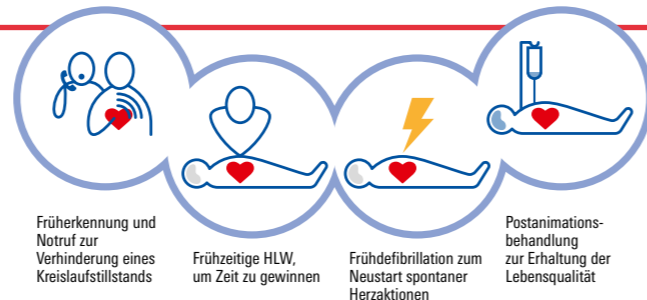 Früherkennung und
Notruf zur
Verhinderung eines
Kreislaufstillstands
Frühzeitige HLW,
um Zeit zu gewinnen
Frühdefibrillation zum
Neustart spontaner
Herzaktionen
Postanimations-
behandlung
zur Erhaltung der
Lebensqualität